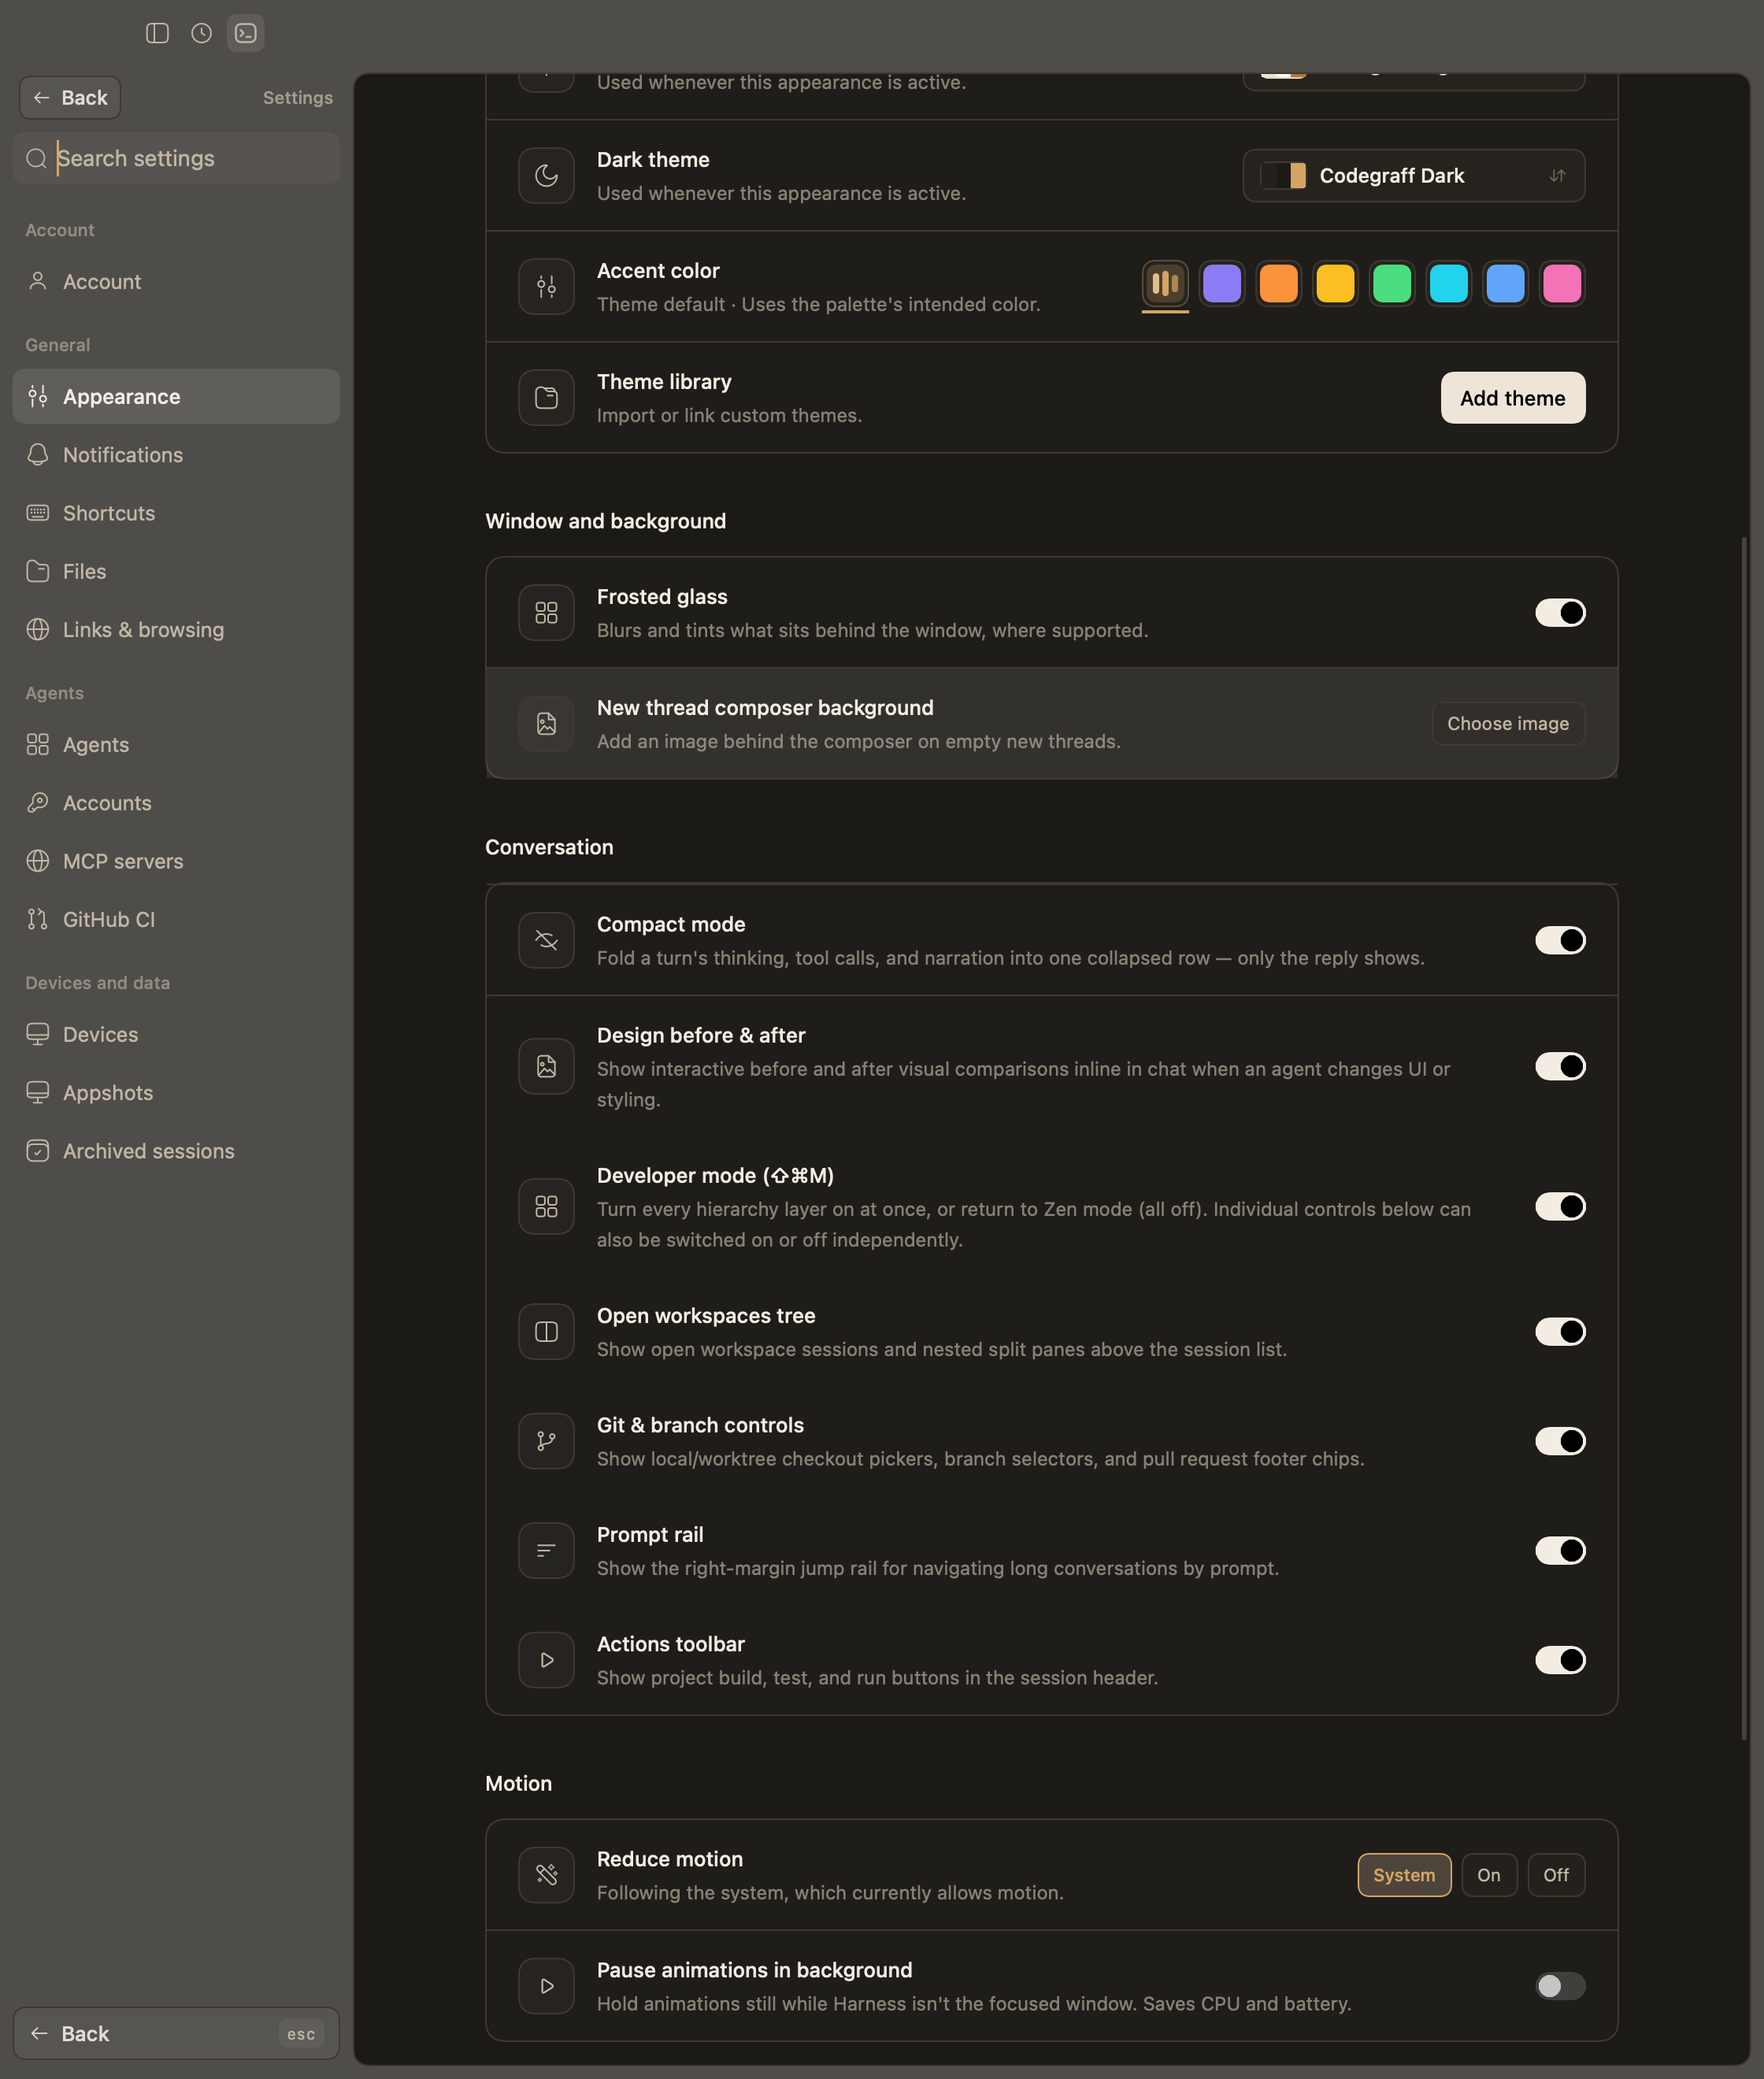 Back
Settings
Search settings
Account
Account
General
Appearance
Notifications
Shortcuts
Files
Links & browsing
Agents
Agents
Accounts
MCP servers
GitHub CI
Devices and data
Devices
Appshots
Archived sessions
Back
esc
Used whenever this appearance is active.
Dark theme
Used whenever this appearance is active.
Codegraff Dark
Accent color
Theme default · Uses the palette's intended color.
Theme library
Import or link custom themes.
Add theme
Window and background
Frosted glass
Blurs and tints what sits behind the window, where supported.
New thread composer background
Add an image behind the composer on empty new threads.
Choose image
Conversation
Compact mode
Fold a turn's thinking, tool calls, and narration into one collapsed row — only the reply shows.
Design before & after
Show interactive before and after visual comparisons inline in chat when an agent changes UI or
styling.
Developer mode (⇧⌘M)
Turn every hierarchy layer on at once, or return to Zen mode (all off). Individual controls below can
also be switched on or off independently.
Open workspaces tree
Show open workspace sessions and nested split panes above the session list.
Git & branch controls
Show local/worktree checkout pickers, branch selectors, and pull request footer chips.
Prompt rail
Show the right-margin jump rail for navigating long conversations by prompt.
Actions toolbar
Show project build, test, and run buttons in the session header.
Motion
Reduce motion
Following the system, which currently allows motion.
System
On
Off
Pause animations in background
Hold animations still while Harness isn't the focused window. Saves CPU and battery.